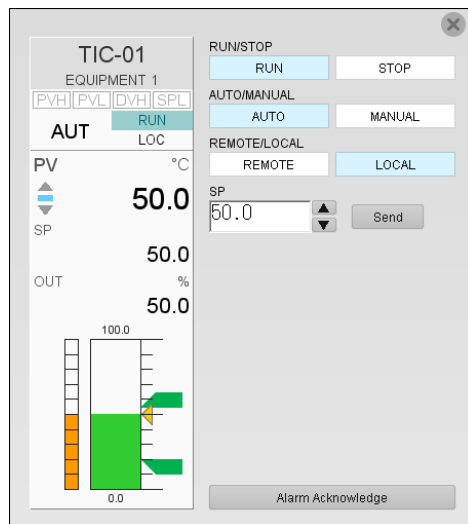 TIC-01
EQUIPMENT 1
PVH PVL DVH SPL
AUT
RUN
LOC
PV °C
50.0
SP
50.0
OUT %
50.0
100.0
0.0
RUN/STOP
RUN STOP
AUTO/MANUAL
AUTO MANUAL
REMOTE/LOCAL
REMOTE LOCAL
SP
50.0 Send
Alarm Acknowledge